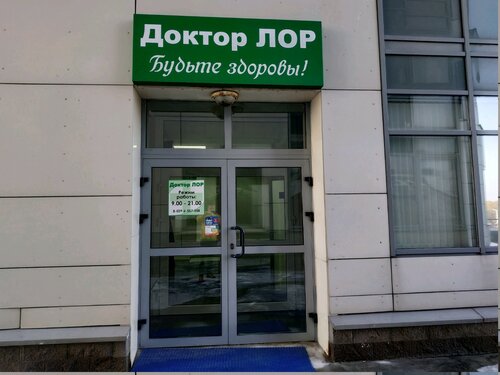 Доктор ЛОР
Будьте здоровы!
Доктор ЛОР
Режим
работы
9.00 - 21.00